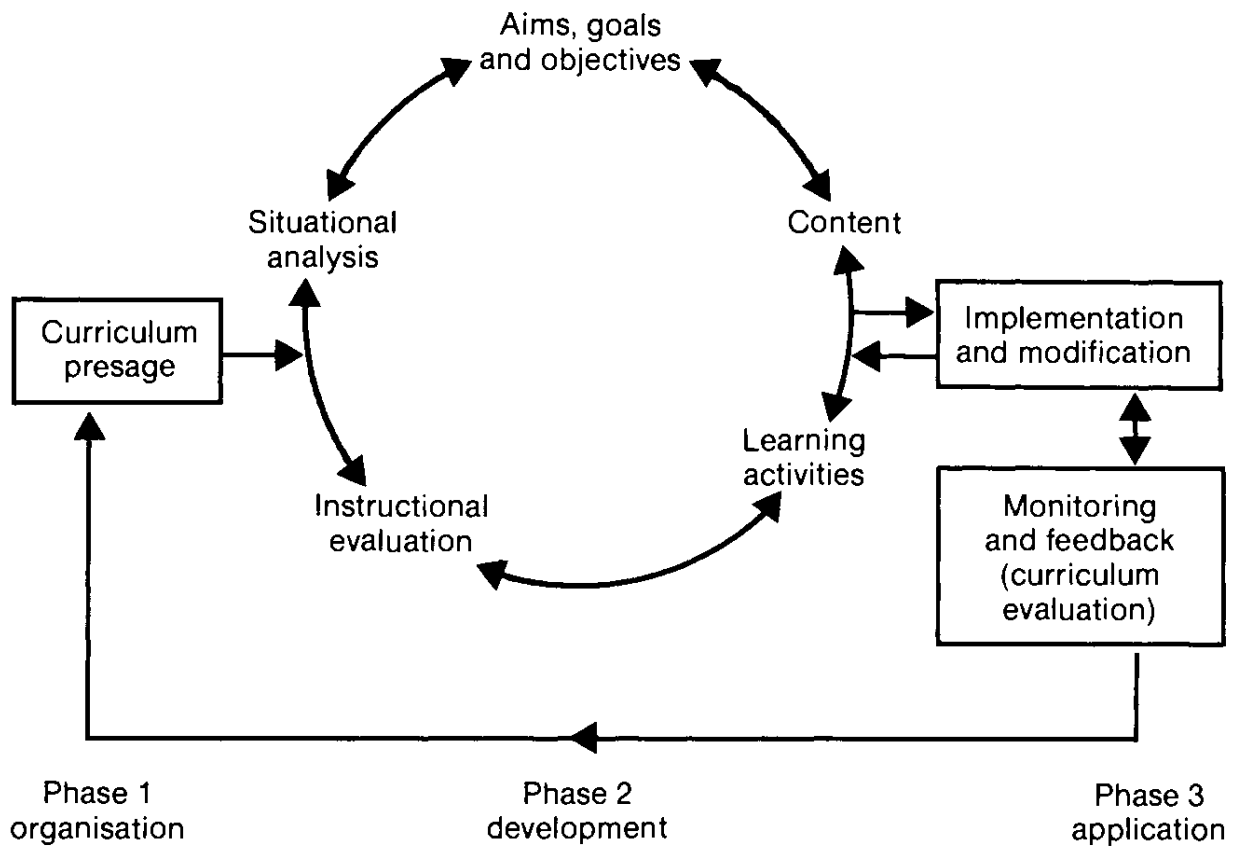 Aims, goals
and objectives
Situational
analysis
Content
Curriculum
presage
Implementation
and modification
Learning
activities
Instructional
evaluation
Monitoring
and feedback
(curriculum
evaluation)
Phase 1
organisation
Phase 2
development
Phase 3
application